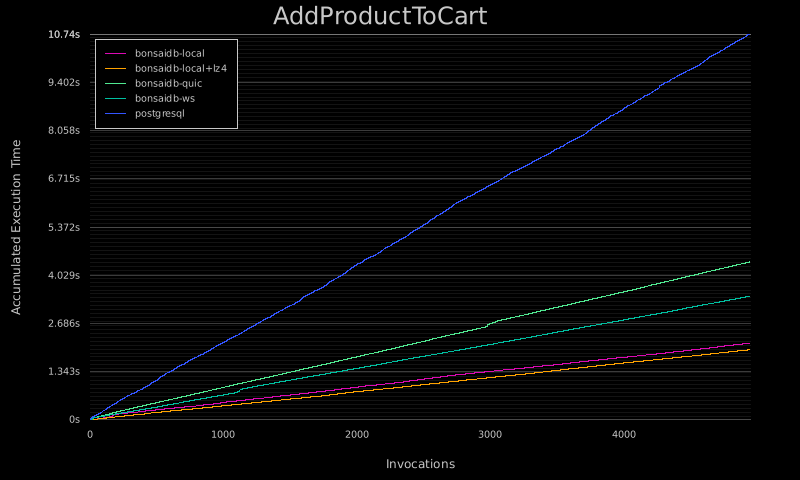 AddProductToCart
10.74s
9.402s
8.058s
6.715s
5.372s
4.029s
2.686s
1.343s
0s
Accumulated Execution Time
bonsaidb-local
bonsaidb-local+lz4
bonsaidb-quic
bonsaidb-ws
postgresql
0 1000 2000 3000 4000
Invocations